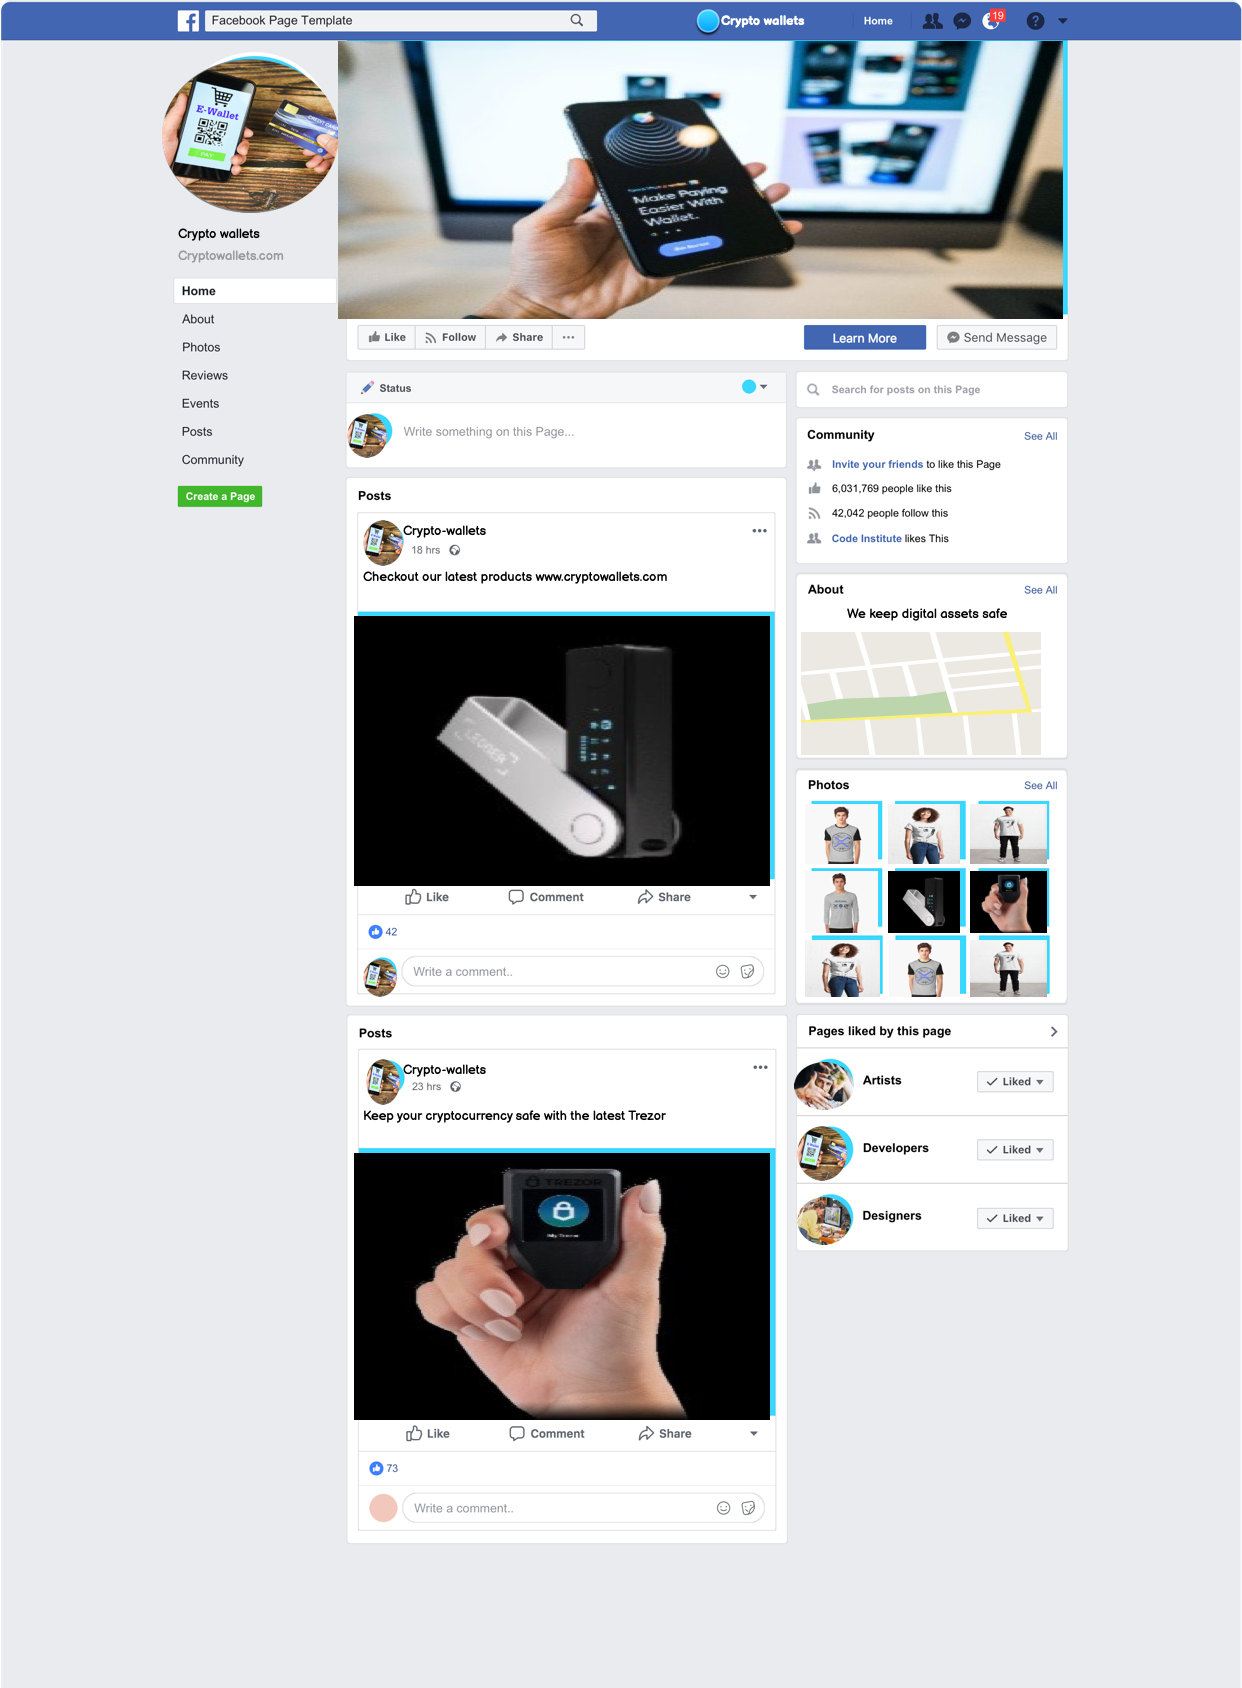 Facebook Page Template
Crypto wallets
Home
19
?
E-Wallet
PAY
CREDIT CARD
Make Paying
Easier With
Wallet.
Crypto wallets
Cryptowallets.com
Home
About
Photos
Reviews
Events
Posts
Community
Create a Page
Like
Follow
Share
Learn More
Send Message
Status
Write something on this Page...
Posts
Crypto-wallets
18 hrs
Checkout our latest products www.cryptowallets.com
LEDGER
Like
Comment
Share
42
Write a comment..
Posts
Crypto-wallets
23 hrs
Keep your cryptocurrency safe with the latest Trezor
TREZOR
Like
Comment
Share
73
Write a comment..
Search for posts on this Page
Community
See All
Invite your friends to like this Page
6,031,769 people like this
42,042 people follow this
Code Institute likes This
About
See All
We keep digital assets safe
Photos
See All
Pages liked by this page
Artists
Liked
Developers
Liked
Designers
Liked